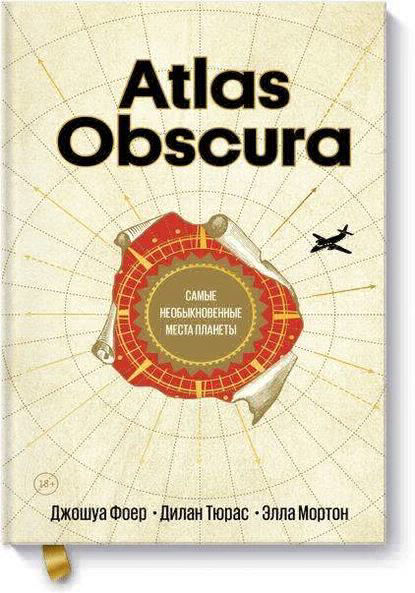 Atlas
Obscura
САМЫЕ
НЕОБЫКНОВЕННЫЕ
МЕСТА ПЛАНЕТЫ
18+
Джошуа Фоер • Дилан Тюрас • Элла Мортон